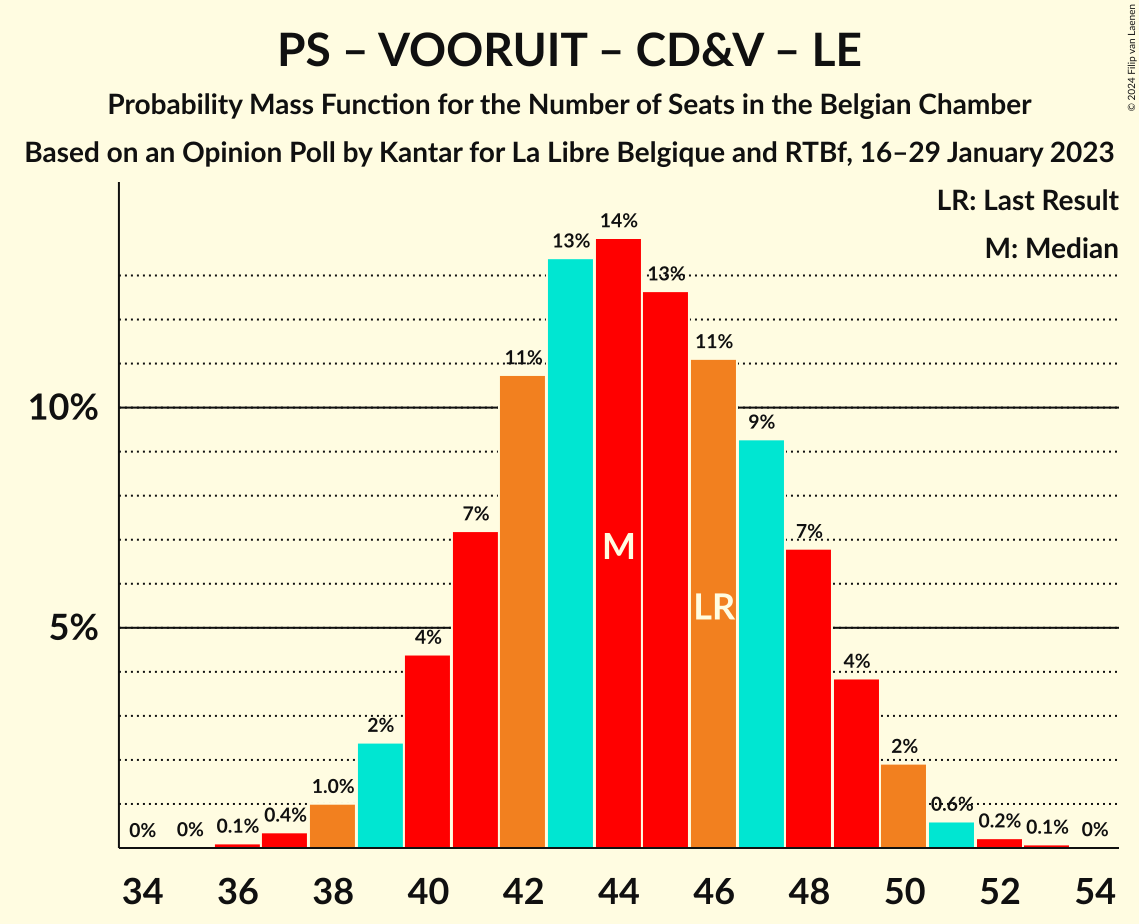 PS – VOORUIT – CD&V – LE
Probability Mass Function for the Number of Seats in the Belgian Chamber
Based on an Opinion Poll by Kantar for La Libre Belgique and RTBf, 16–29 January 2023
© 2024 Filip van Laenen
LR: Last Result
M: Median
10%
5%
0%
0%
0.1%
0.4%
1.0%
2%
4%
7%
11%
13%
14%
13%
11%
9%
7%
4%
2%
0.6%
0.2%
0.1%
0%
M
LR
34 36 38 40 42 44 46 48 50 52 54